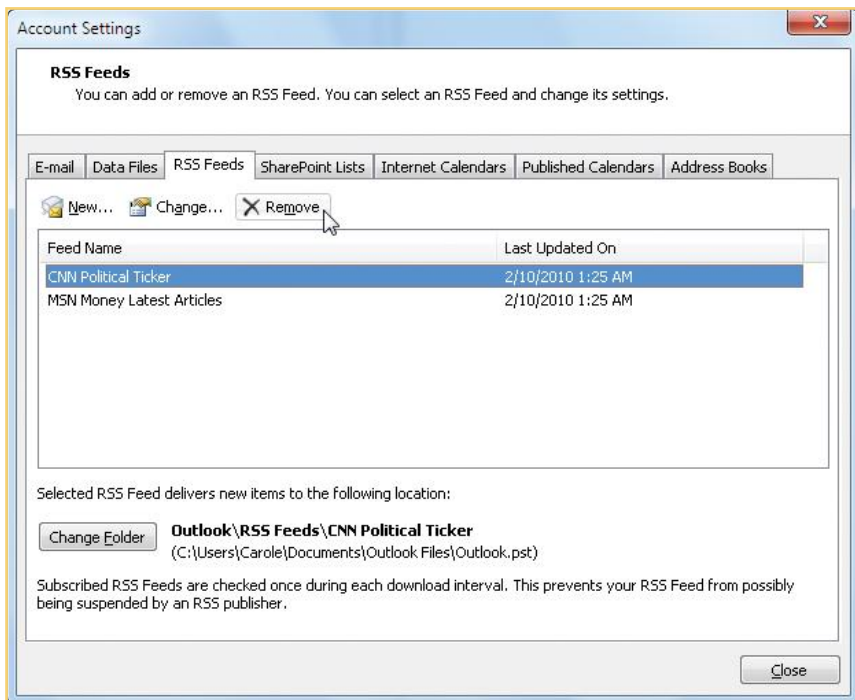 Account Settings
RSS Feeds
You can add or remove an RSS Feed. You can select an RSS Feed and change its settings.
E-mail Data Files RSS Feeds SharePoint Lists Internet Calendars Published Calendars Address Books
New... Change... Remove
Feed Name Last Updated On
CNN Political Ticker 2/10/2010 1:25 AM
MSN Money Latest Articles 2/10/2010 1:25 AM
Selected RSS Feed delivers new items to the following location:
Change Folder Outlook\RSS Feeds\CNN Political Ticker
(C:\Users\Carole\Documents\Outlook Files\Outlook.pst)
Subscribed RSS Feeds are checked once during each download interval. This prevents your RSS Feed from possibly
being suspended by an RSS publisher.
Close